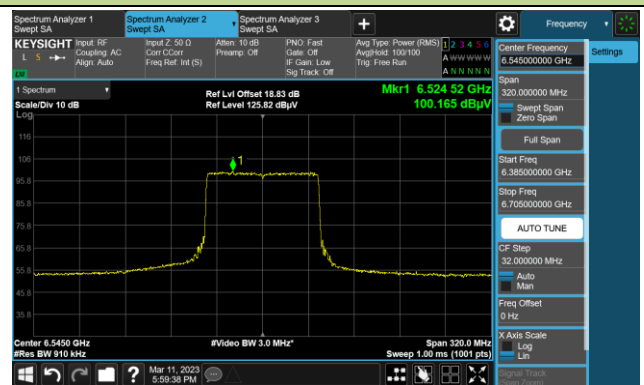 Spectrum Analyzer 1
Swept SA
Spectrum Analyzer 2
Swept SA
Spectrum Analyzer 3
Swept SA
+
Frequency
KEYSIGHT
L S
LW
Input: RF
Coupling: AC
Align: Auto
Input Z: 50 Ω
Corr CCorr
Freq Ref: Int (S)
Atten: 10 dB
Preamp: Off
PNO: Fast
Gate: Off
IF Gain: Low
Sig Track: Off
Avg Type: Power (RMS)
Avg|Hold: 100/100
Trig: Free Run
1 2 3 4 5 6
A W W W W W
A N N N N N
1 Spectrum
Scale/Div 10 dB
Log
Ref Lvl Offset 18.83 dB
Ref Level 125.82 dBµV
Mkr1 6.524 52 GHz
100.165 dBµV
1
116
106
95.8
85.8
75.8
65.8
55.8
45.8
35.8
Center 6.5450 GHz
#Res BW 910 kHz
#Video BW 3.0 MHz*
Span 320.0 MHz
Sweep 1.00 ms (1001 pts)
Mar 11, 2023
5:59:38 PM
?
Center Frequency
6.545000000 GHz
Settings
Span
320.000000 MHz
Swept Span
Zero Span
Full Span
Start Freq
6.385000000 GHz
Stop Freq
6.705000000 GHz
AUTO TUNE
CF Step
32.000000 MHz
Auto
Man
Freq Offset
0 Hz
X Axis Scale
Log
Lin
Signal Track
(Span Zoom)